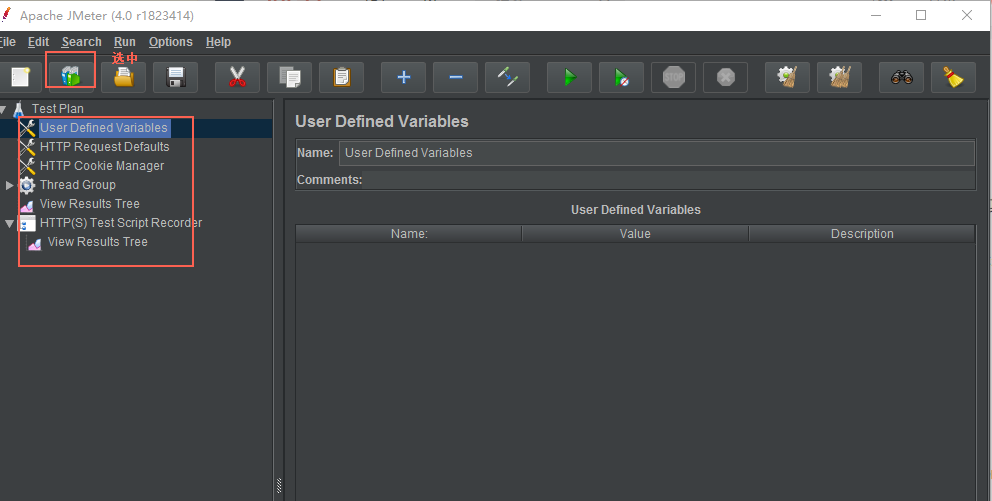 Apache JMeter (4.0 r1823414)
File Edit Search Run Options Help
选中
STOP
Test Plan
User Defined Variables
HTTP Request Defaults
HTTP Cookie Manager
Thread Group
View Results Tree
HTTP(S) Test Script Recorder
View Results Tree
User Defined Variables
Name: User Defined Variables
Comments:
User Defined Variables
Name: Value Description